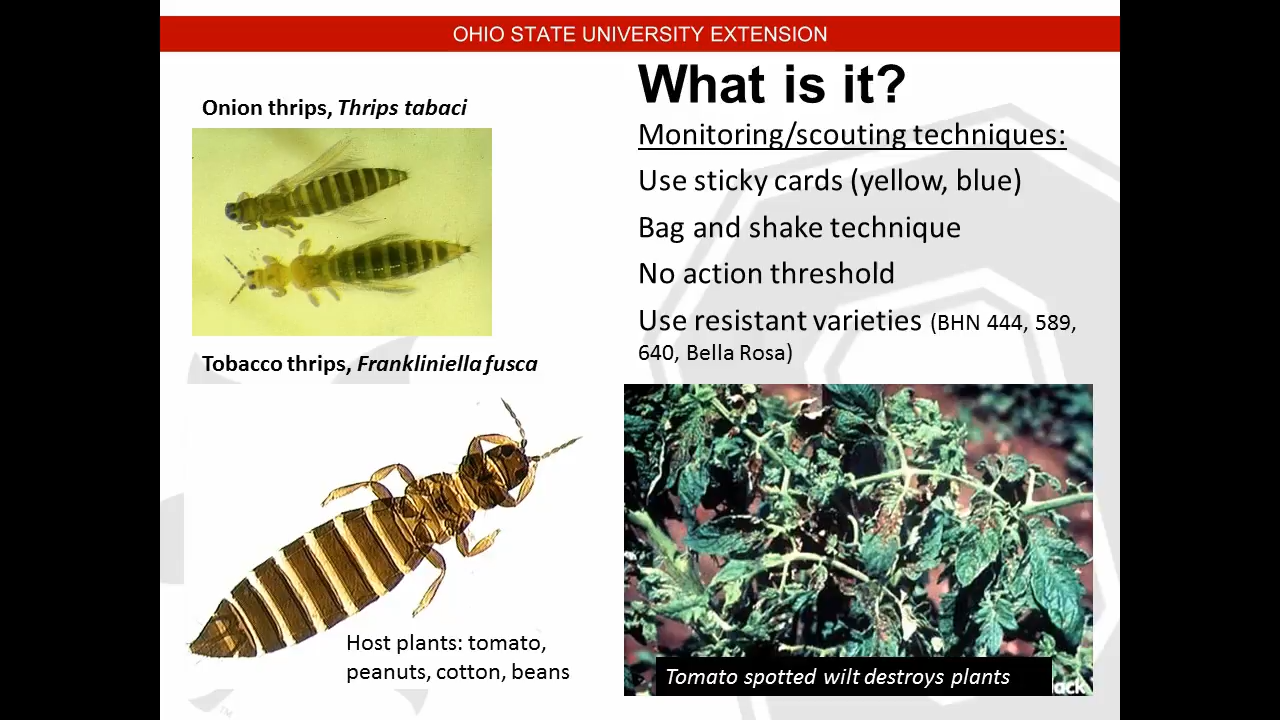 OHIO STATE UNIVERSITY EXTENSION
What is it?
Onion thrips, Thrips tabaci
Monitoring/scouting techniques:
Use sticky cards (yellow, blue)
Bag and shake technique
No action threshold
Use resistant varieties (BHN 444, 589,
640, Bella Rosa)
Tobacco thrips, Frankliniella fusca
Host plants: tomato,
peanuts, cotton, beans
Tomato spotted wilt destroys plants
ack
TM